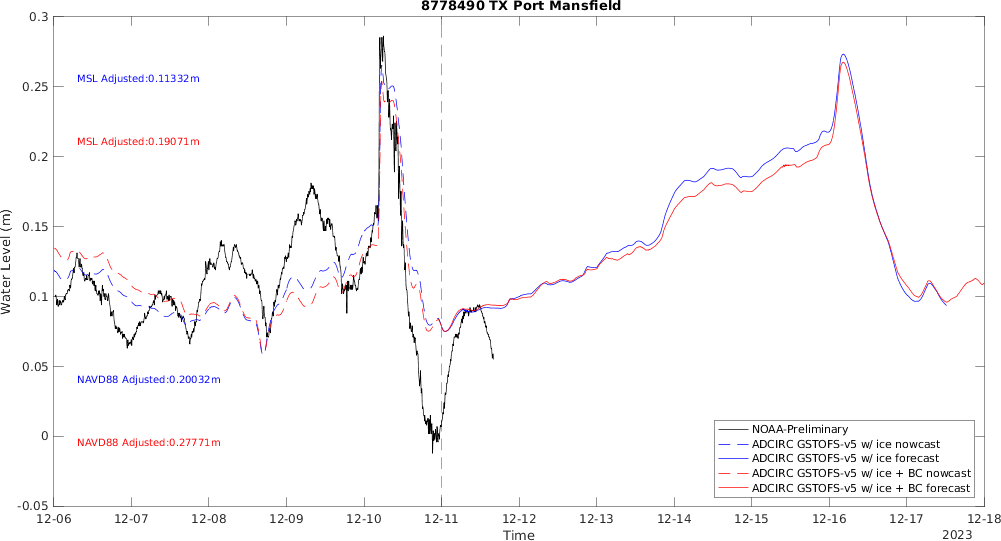 8778490 TX Port Mansfield
0.3
0.25
0.2
0.15
0.1
0.05
0
-0.05
Water Level (m)
MSL Adjusted:0.11332m
MSL Adjusted:0.19071m
NAVD88 Adjusted:0.20032m
NAVD88 Adjusted:0.27771m
NOAA-Preliminary
ADCIRC GSTOFS-v5 w/ ice nowcast
ADCIRC GSTOFS-v5 w/ ice forecast
ADCIRC GSTOFS-v5 w/ ice + BC nowcast
ADCIRC GSTOFS-v5 w/ ice + BC forecast
12-06 12-07 12-08 12-09 12-10 12-11 12-12 12-13 12-14 12-15 12-16 12-17 12-18
Time
2023